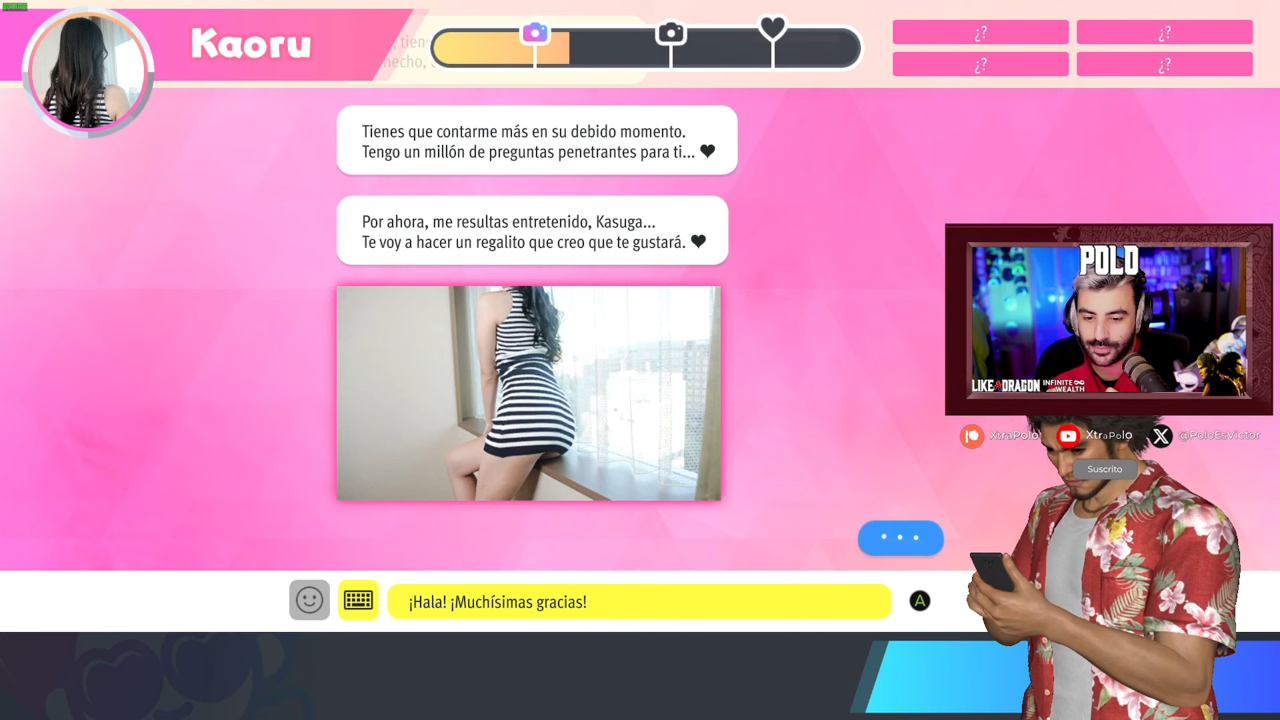 Kaoru
tien
hecho,
¿?
¿?
¿?
¿?
Tienes que contarme más en su debido momento.
Tengo un millón de preguntas penetrantes para ti... ♥
Por ahora, me resultas entretenido, Kasuga...
Te voy a hacer un regalito que creo que te gustará. ♥
POLO
LIKE A DRAGON INFINITE WEALTH
XtraPolo
XtraPolo
@PoloEsVictor
Suscrito
...
¡Hala! ¡Muchísimas gracias!
A